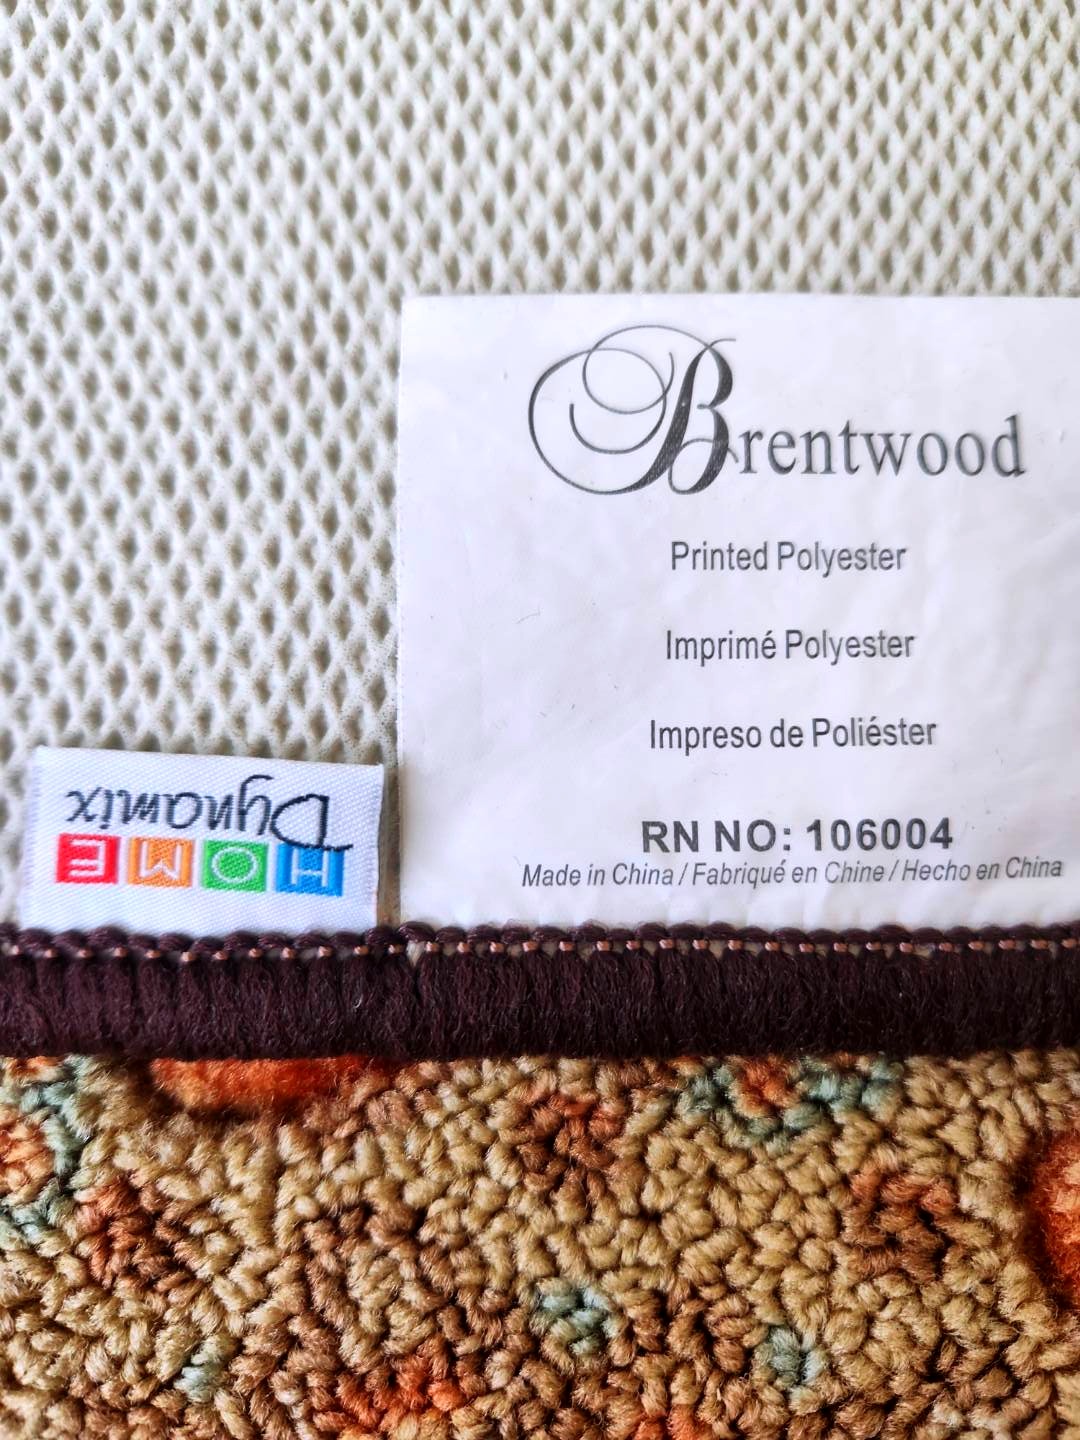 Brentwood
Printed Polyester
Imprimé Polyester
Impreso de Poliéster
RN NO: 106004
Made in China / Fabriqué en Chine / Hecho en China
HOME
Dynamix